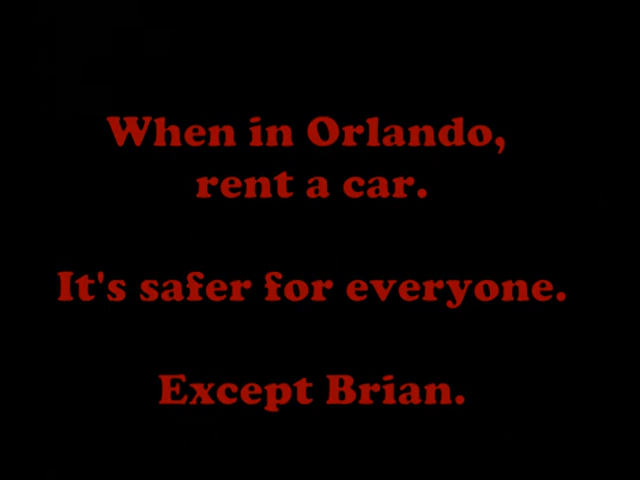 When in Orlando,
rent a car.
It's safer for everyone.
Except Brian.